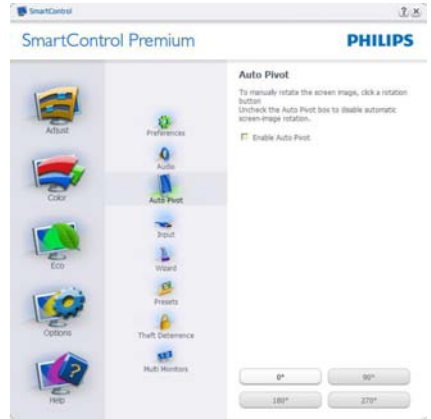 SmartControl
SmartControl Premium
PHILIPS
Adjust
Color
Eco
Options
Help
Preferences
Audio
Auto Pivot
Input
Wizard
Presets
Theft Deterrence
Multi Monitors
Auto Pivot
To manually rotate the screen image, click a rotation
button
Uncheck the Auto Pivot box to disable automatic
screen-image rotation.
Enable Auto Pivot
0°
90°
180°
270°